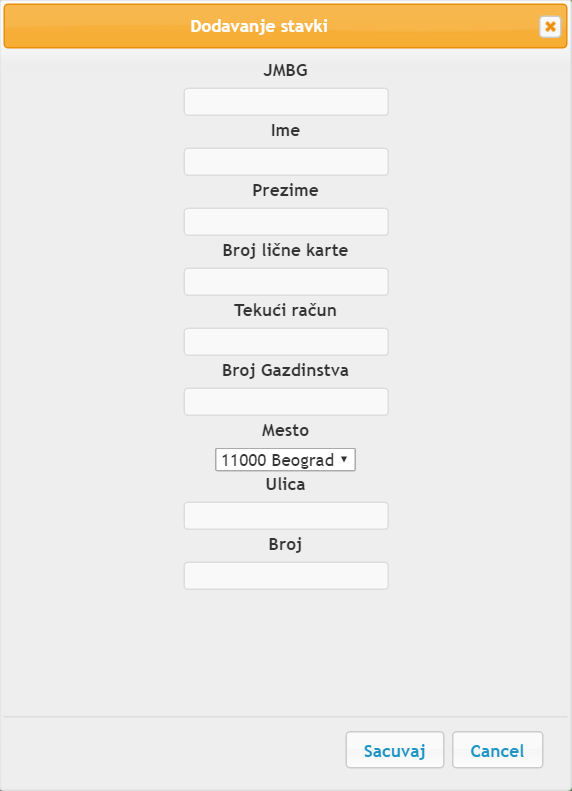 Dodavanje stavki
JMBG
Ime
Prezime
Broj lične karte
Tekući račun
Broj Gazdinstva
Mesto
11000 Beograd
Ulica
Broj
Sacuvaj Cancel